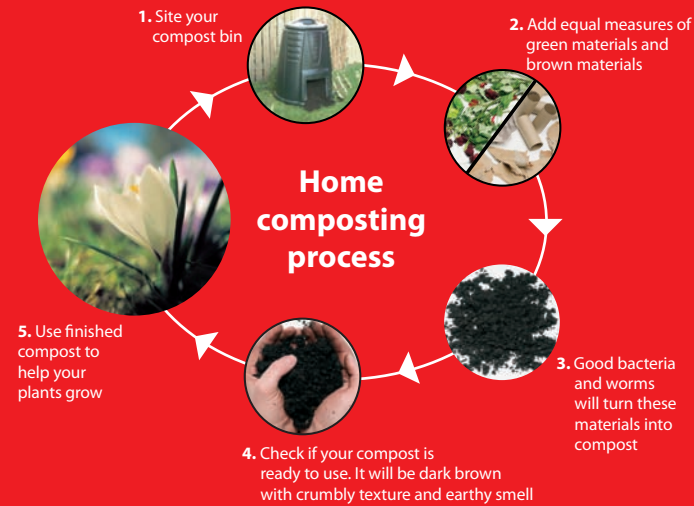 1. Site your
compost bin
2. Add equal measures of
green materials and
brown materials
Home
composting
process
3. Good bacteria
and worms
will turn these
materials into
compost
4. Check if your compost is
ready to use. It will be dark brown
with crumbly texture and earthy smell
5. Use finished
compost to
help your
plants grow